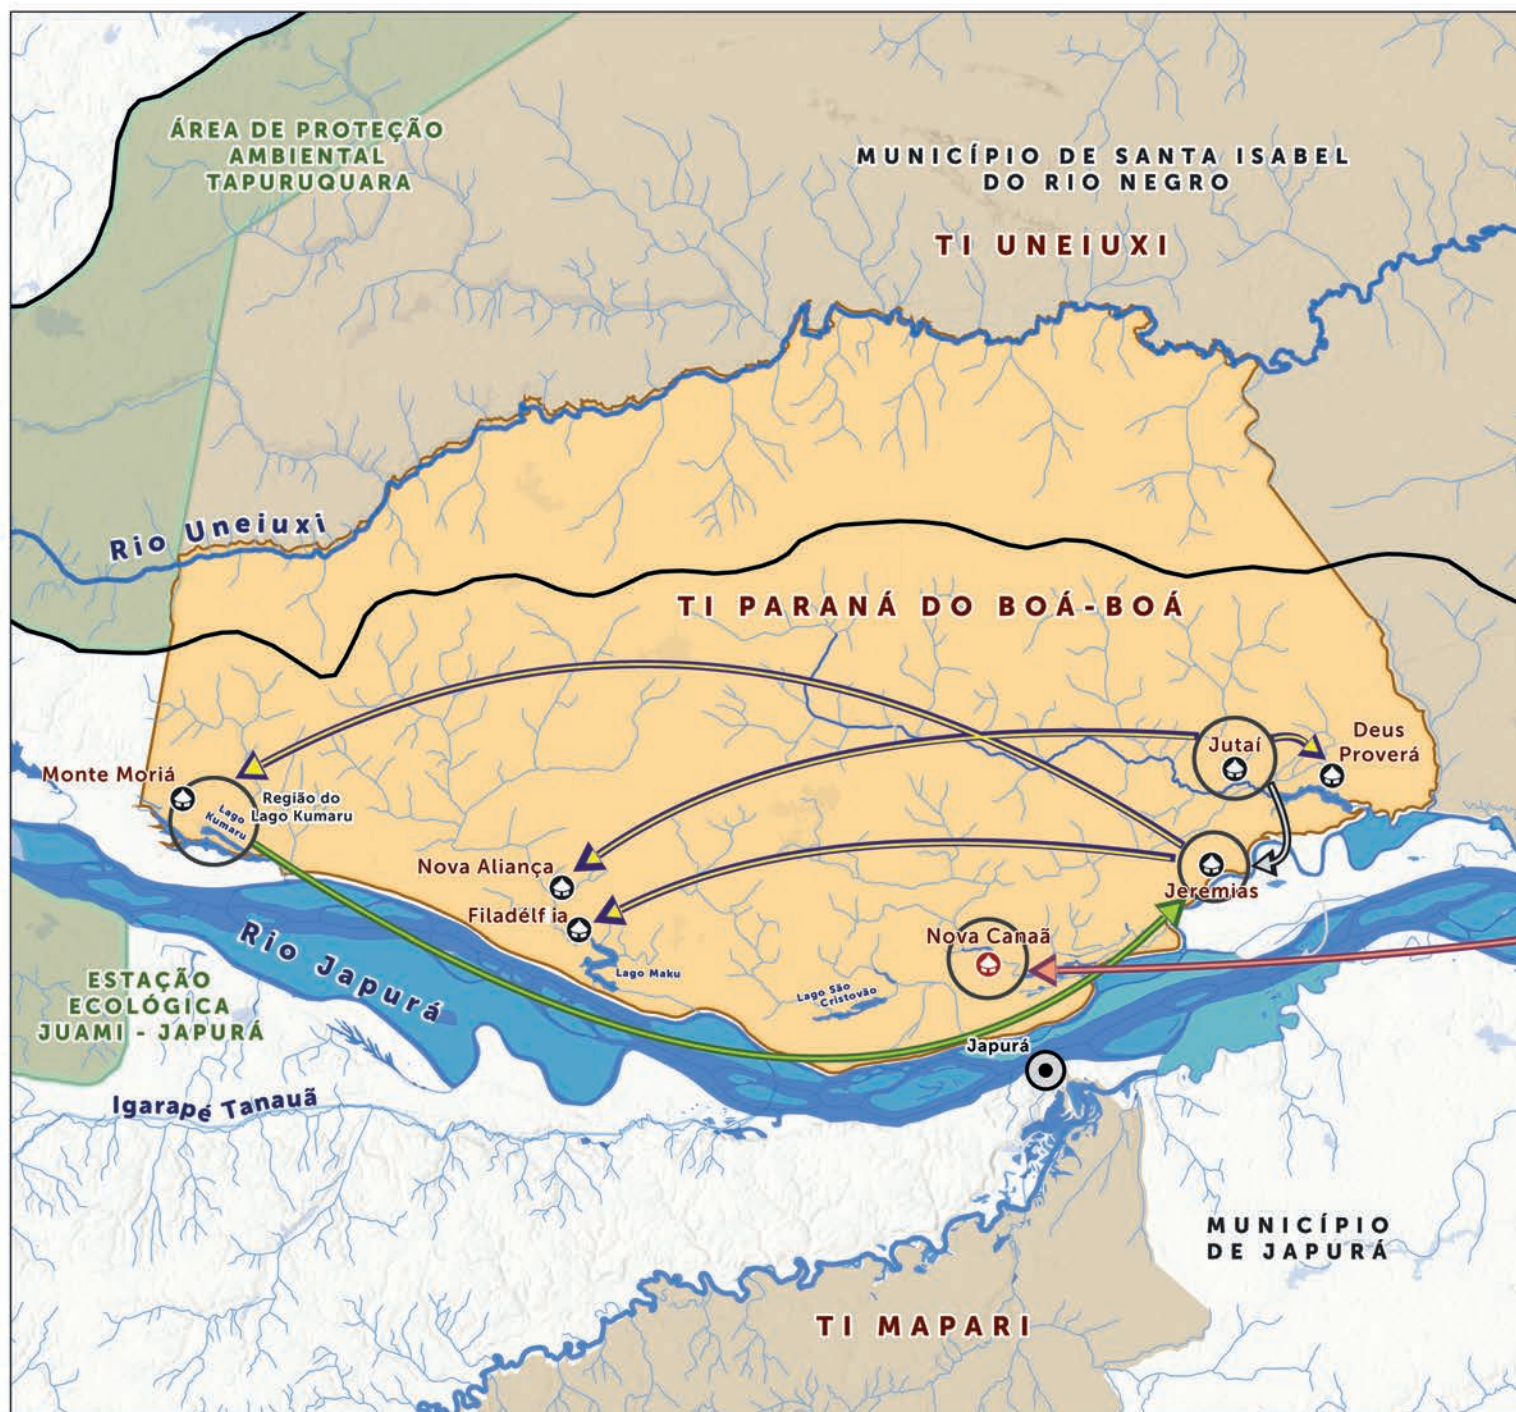 ÁREA DE PROTEÇÃO
AMBIENTAL
TAPURUQUARA
MUNICÍPIO DE SANTA ISABEL
DO RIO NEGRO
TI UNEIUXI
Rio Uneiuxi
TI PARANÁ DO BOÁ-BOÁ
Deus
Proverá
Jutaí
Monte Moriá
Região do
Lago Kumaru
Lago
Kumaru
Nova Aliança
Filadélf ia
Jeremias
Nova Canaã
Lago Maku
Lago São
Cristovão
Rio Japurá
Japurá
ESTAÇÃO
ECOLÓGICA
JUAMI - JAPURÁ
Igarapé Tanauã
MUNICÍPIO
DE JAPURÁ
TI MAPARI